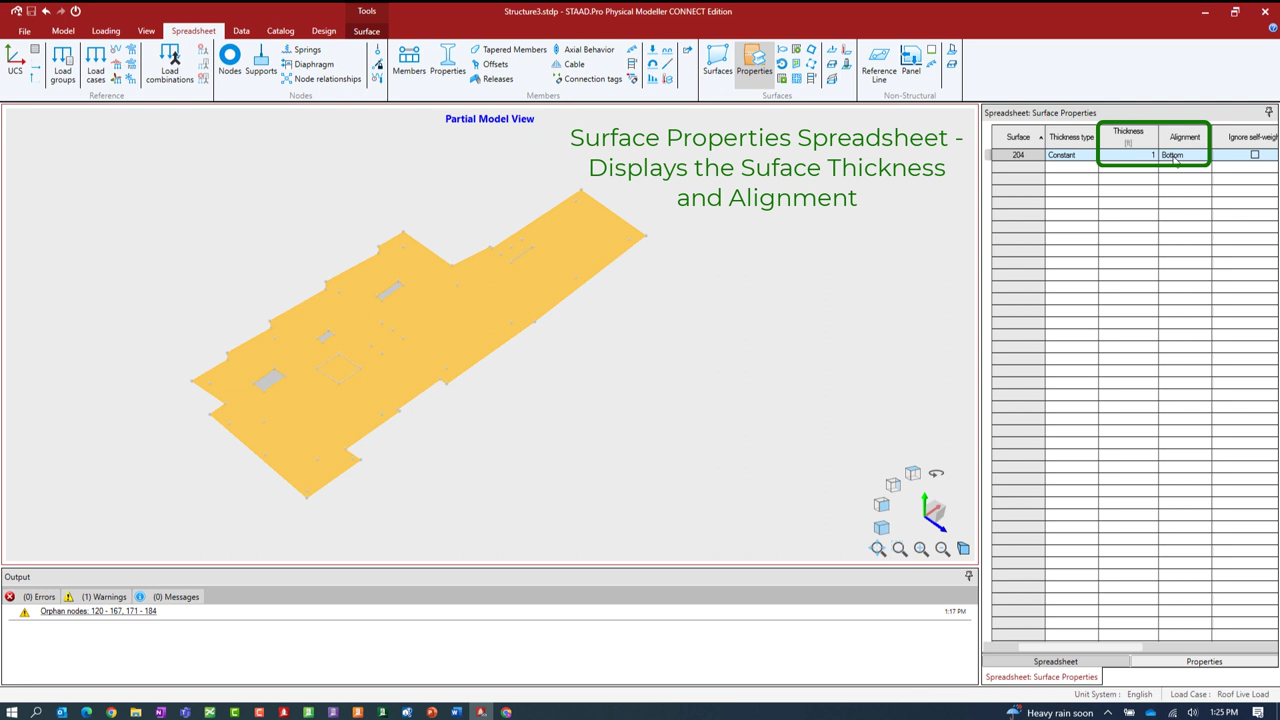 Tools
Structure3.stdp - STAAD.Pro Physical Modeller CONNECT Edition
File
Model
Loading
View
Spreadsheet
Data
Catalog
Design
Surface
UCS
Load groups
Load cases
Load combinations
Nodes
Supports
Springs
Diaphragm
Node relationships
Members
Properties
Tapered Members
Offsets
Releases
Axial Behavior
Cable
Connection tags
Surfaces
Properties
Reference Line
Panel
Reference
Nodes
Members
Surfaces
Non-Structural
Partial Model View
Surface Properties Spreadsheet -
Displays the Suface Thickness
and Alignment
Spreadsheet: Surface Properties
Surface Thickness type Thickness [ft] Alignment Ignore self-weig
204 Constant 1 Bottom
Output
(0) Errors (1) Warnings (0) Messages
Orphan nodes: 120 - 167, 171 - 184
1:17 PM
Spreadsheet
Properties
Spreadsheet: Surface Properties
Unit System : English Load Case : Roof Live Load
Heavy rain soon
1:25 PM